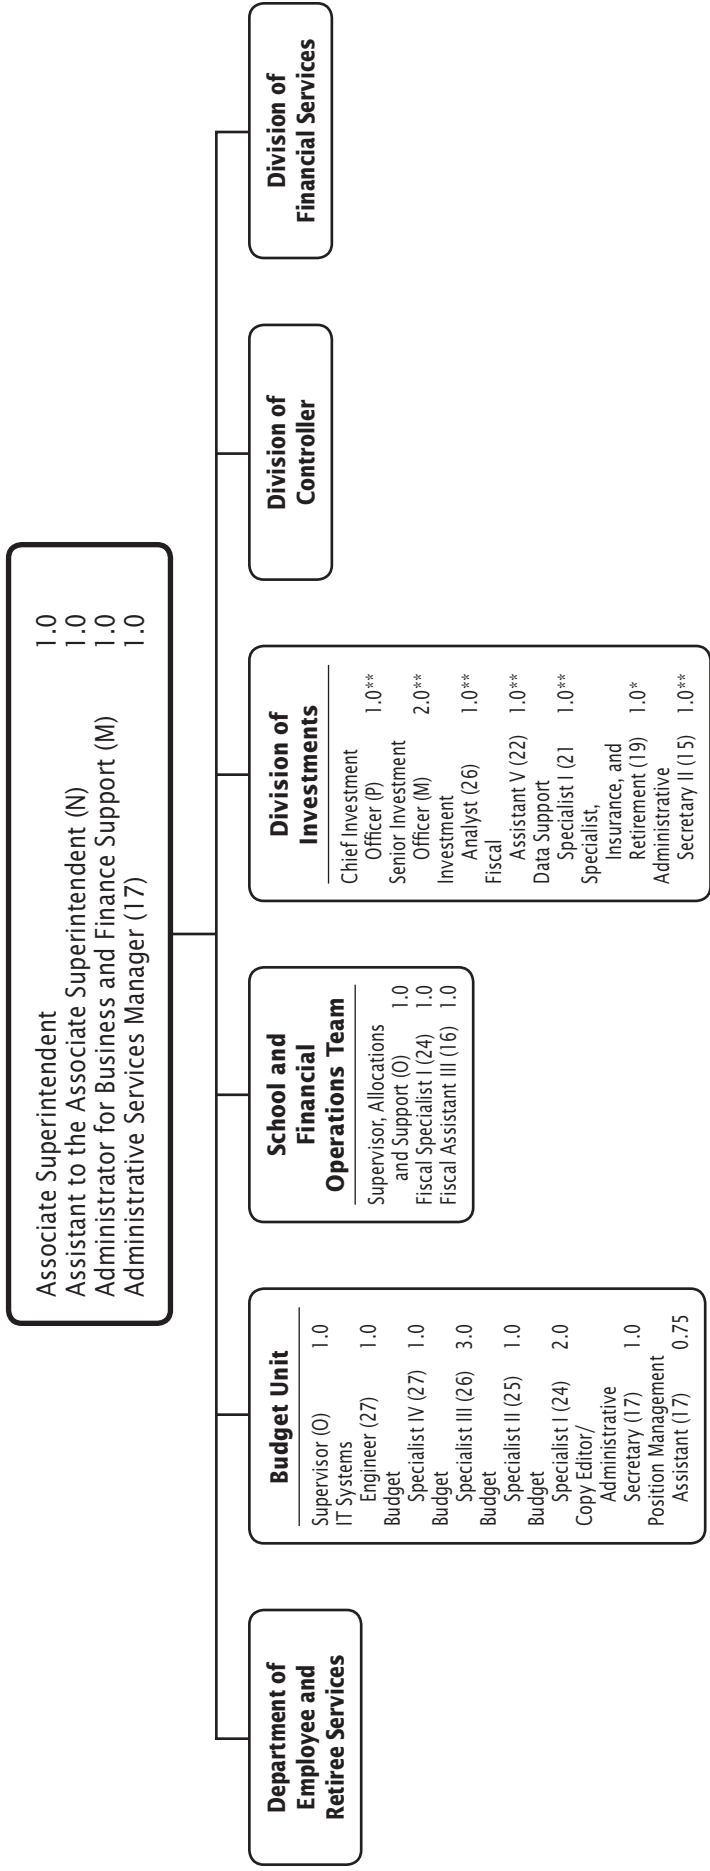 Associate Superintendent 1.0
Assistant to the Associate Superintendent (N) 1.0
Administrator for Business and Finance Support (M) 1.0
Administrative Services Manager (17) 1.0
Department of
Employee and
Retiree Services
Budget Unit
Supervisor (O) 1.0
IT Systems
Engineer (27) 1.0
Budget
Specialist IV (27) 1.0
Budget
Specialist III (26) 3.0
Budget
Specialist II (25) 1.0
Budget
Specialist I (24) 2.0
Copy Editor/
Administrative
Secretary (17) 1.0
Position Management
Assistant (17) 0.75
School and
Financial
Operations Team
Supervisor, Allocations
and Support (O) 1.0
Fiscal Specialist I (24) 1.0
Fiscal Assistant III (16) 1.0
Division of
Investments
Chief Investment
Officer (P) 1.0**
Senior Investment
Officer (M) 2.0**
Investment
Analyst (26) 1.0**
Fiscal
Assistant V (22) 1.0**
Data Support
Specialist I (21 1.0**
Specialist,
Insurance, and
Retirement (19) 1.0*
Administrative
Secretary II (15) 1.0**
Division of
Controller
Division of
Financial Services